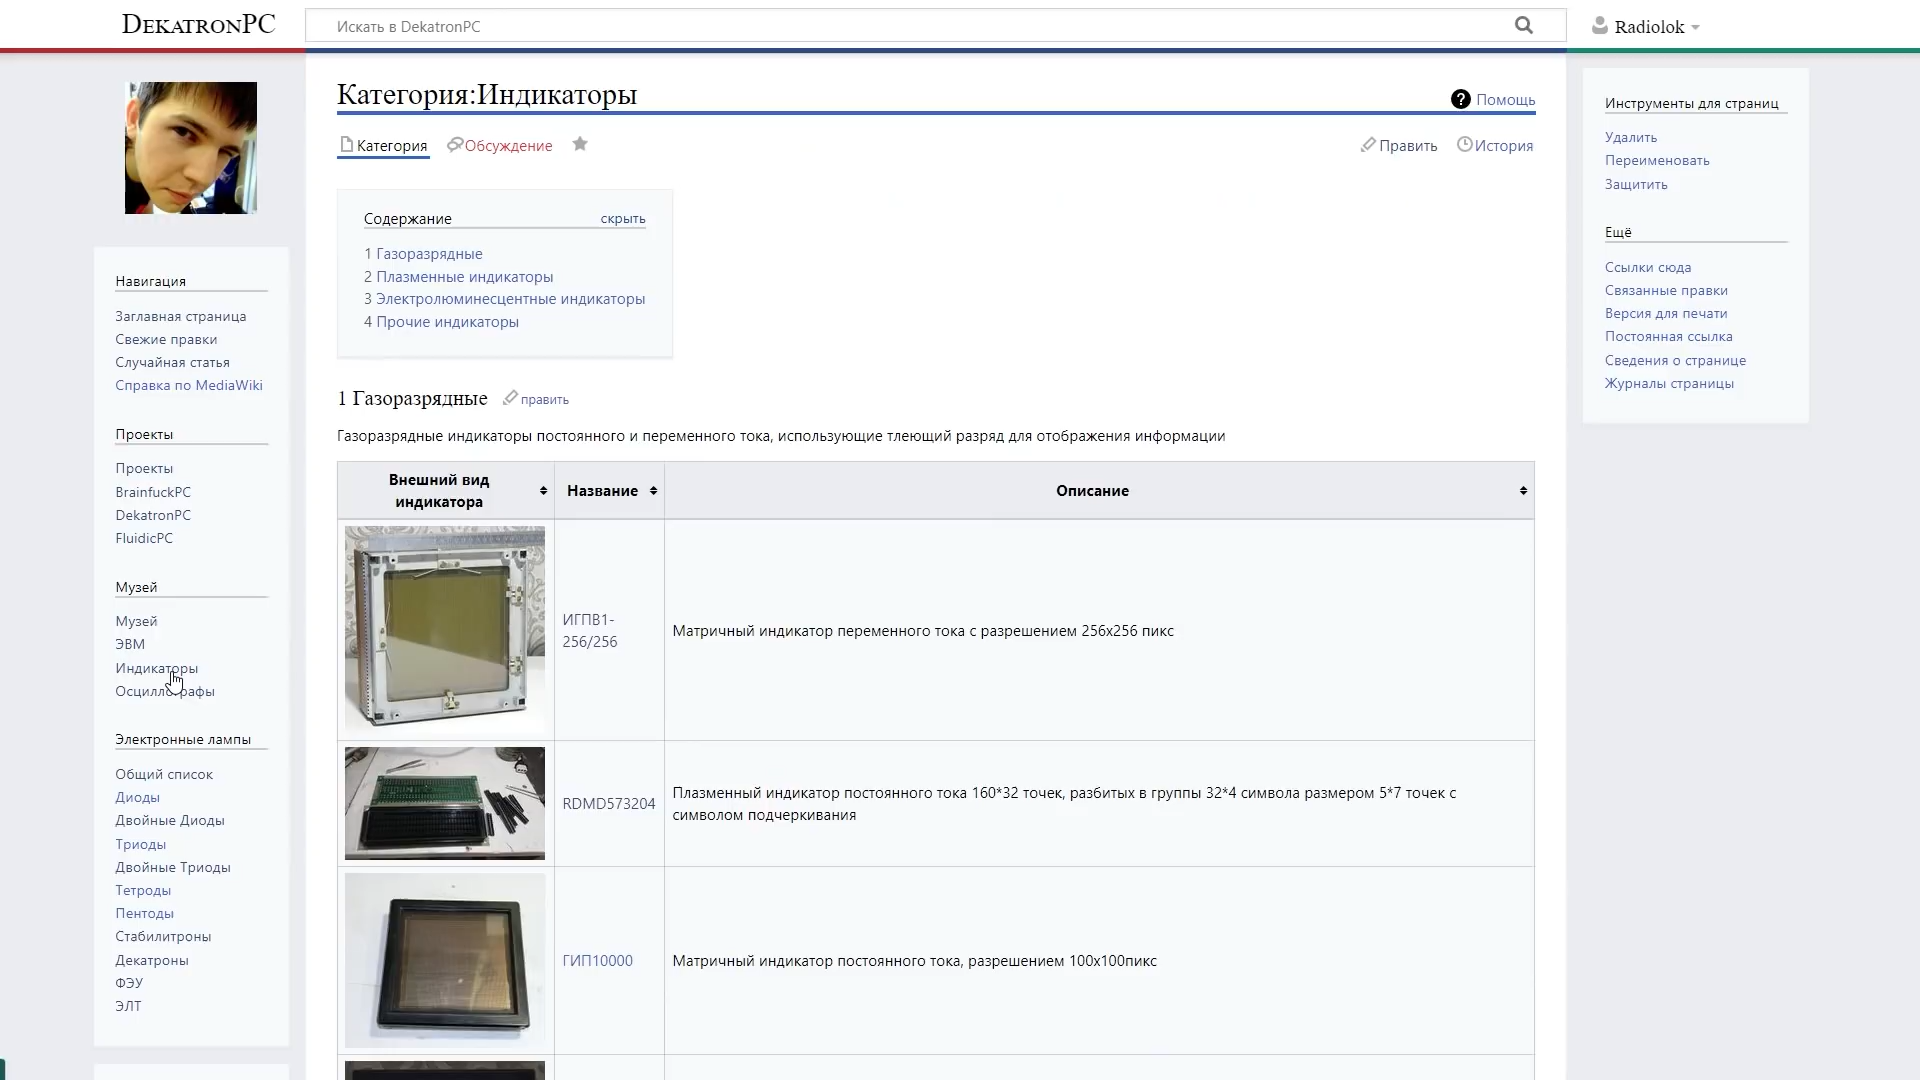 DekatronPC
Искать в DekatronPC
Radiolok
Навигация
Заглавная страница
Свежие правки
Случайная статья
Справка по MediaWiki
Проекты
Проекты
BrainfuckPC
DekatronPC
FluidicPC
Музей
Музей
ЭВМ
Индикаторы
Осциллографы
Электронные лампы
Общий список
Диоды
Двойные Диоды
Триоды
Двойные Триоды
Тетроды
Пентоды
Стабилитроны
Декатроны
ФЭУ
ЭЛТ
Категория:Индикаторы
? Помощь
Категория Обсуждение
Править История
Содержание скрыть
1 Газоразрядные
2 Плазменные индикаторы
3 Электролюминесцентные индикаторы
4 Прочие индикаторы
1 Газоразрядные править
Газоразрядные индикаторы постоянного и переменного тока, использующие тлеющий разряд для отображения информации
Внешний вид
индикатора
Название
Описание
ИГПВ1-
256/256
Матричный индикатор переменного тока с разрешением 256х256 пикс
RDMD573204
Плазменный индикатор постоянного тока 160*32 точек, разбитых в группы 32*4 символа размером 5*7 точек с
символом подчеркивания
ГИП10000
Матричный индикатор постоянного тока, разрешением 100х100пикс
Инструменты для страниц
Удалить
Переименовать
Защитить
Ещё
Ссылки сюда
Связанные правки
Версия для печати
Постоянная ссылка
Сведения о странице
Журналы страницы